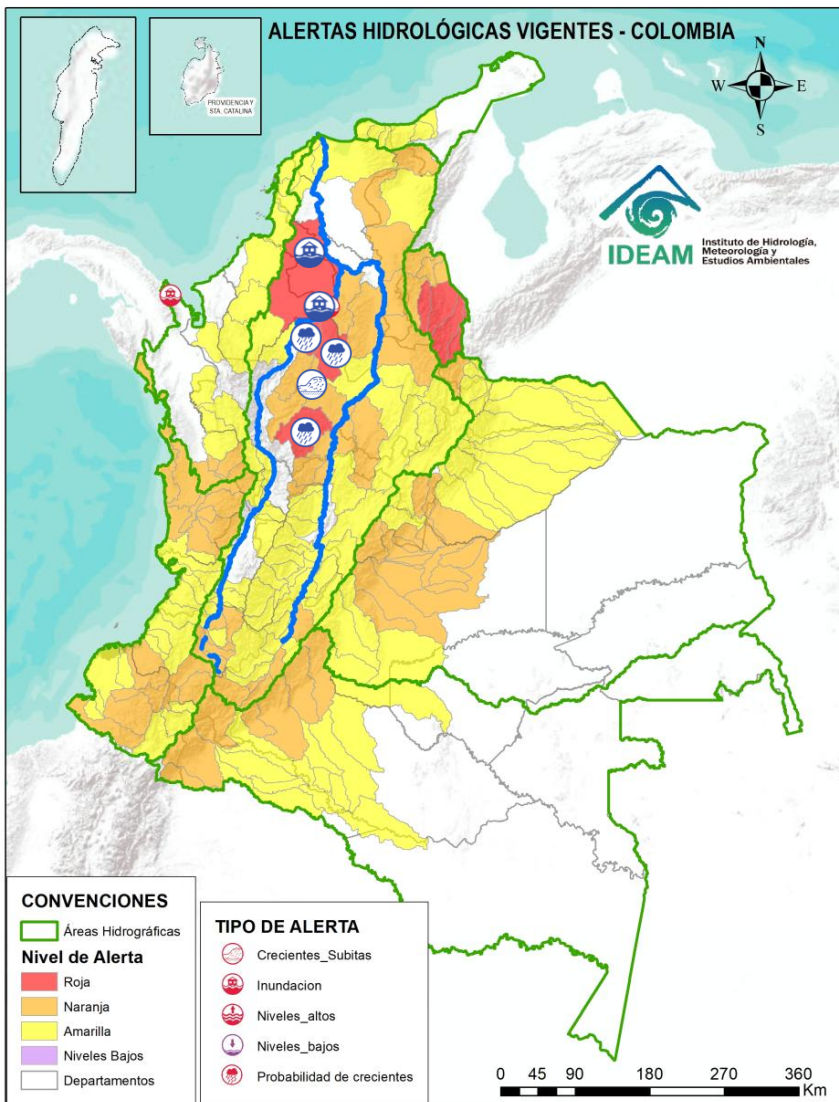 ALERTAS HIDROLÓGICAS VIGENTES - COLOMBIA
PROVIDENCIA Y
STA. CATALINA
N
W
E
S
IDEAM
Instituto de Hidrología,
Meteorología y
Estudios Ambientales
CONVENCIONES
Áreas Hidrográficas
Nivel de Alerta
Roja
Naranja
Amarilla
Niveles Bajos
Departamentos
TIPO DE ALERTA
Crecientes_Subitas
Inundacion
Niveles_altos
Niveles_bajos
Probabilidad de crecientes
0 45 90 180 270 360
Km